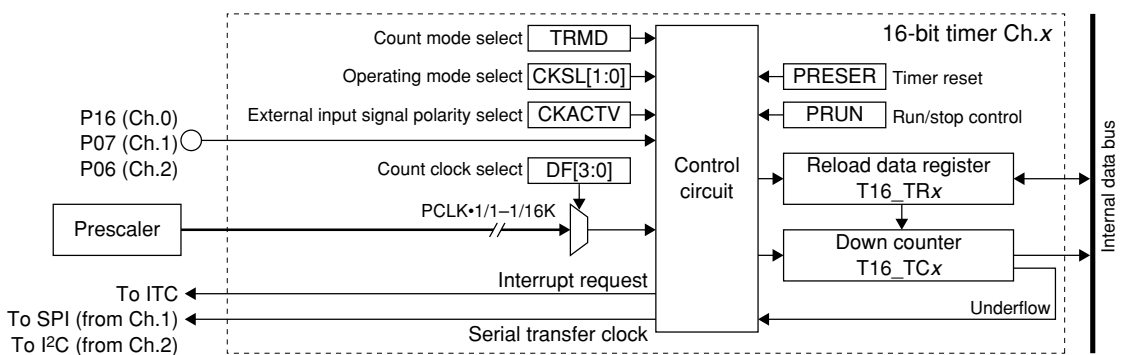 16-bit timer Ch.x
Count mode select TRMD
Operating mode select CKSL[1:0]
External input signal polarity select CKACTV
PRESER Timer reset
PRUN Run/stop control
P16 (Ch.0)
P07 (Ch.1)
P06 (Ch.2)
Count clock select DF[3:0]
Control
circuit
Reload data register
T16_TRx
Internal data bus
Prescaler
PCLK•1/1–1/16K
Down counter
T16_TCx
Interrupt request
Underflow
To ITC
To SPI (from Ch.1)
Serial transfer clock
To I²C (from Ch.2)